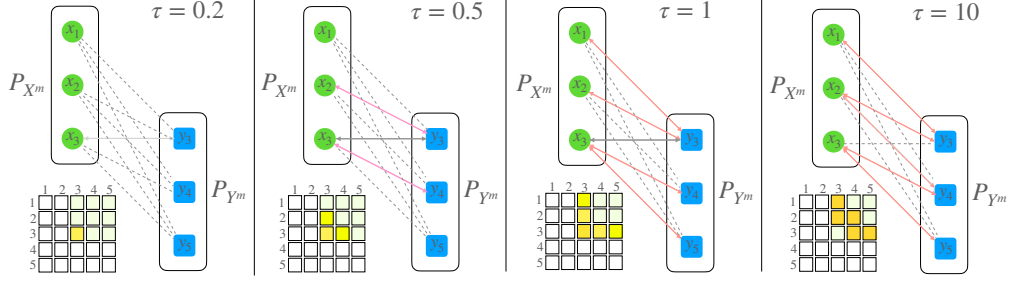 τ = 0.2
x₁
x₂
x₃
P_{X^m}
y₃
y₄
y₅
P_{Y^m}
1 2 3 4 5
1
2
3
4
5
τ = 0.5
x₁
x₂
x₃
P_{X^m}
y₃
y₄
y₅
P_{Y^m}
1 2 3 4 5
1
2
3
4
5
τ = 1
x₁
x₂
x₃
P_{X^m}
y₃
y₄
y₅
P_{Y^m}
1 2 3 4 5
1
2
3
4
5
τ = 10
x₁
x₂
x₃
P_{X^m}
y₃
y₄
y₅
P_{Y^m}
1 2 3 4 5
1
2
3
4
5